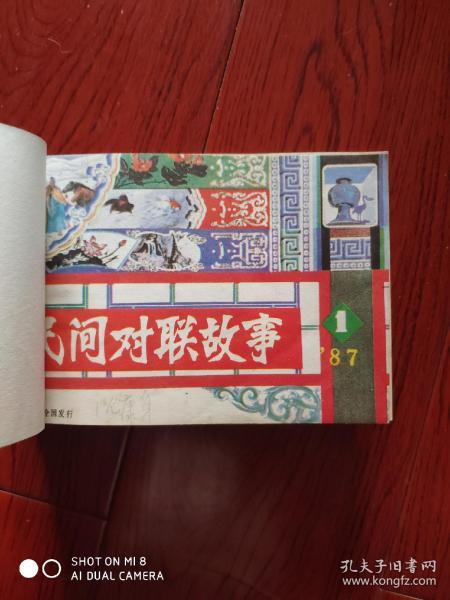 1
民间对联故事
'87
全国发行
SHOT ON MI 8
AI DUAL CAMERA
孔夫子旧书网
www.kongfz.com